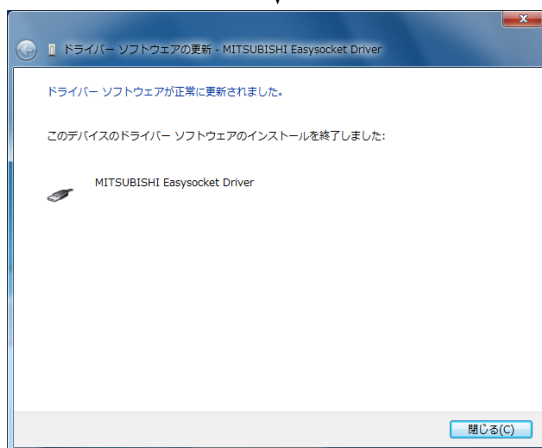 ドライバー ソフトウェアの更新 - MITSUBISHI Easysocket Driver
ドライバー ソフトウェアが正常に更新されました。
このデバイスのドライバー ソフトウェアのインストールを終了しました:
MITSUBISHI Easysocket Driver
閉じる(C)